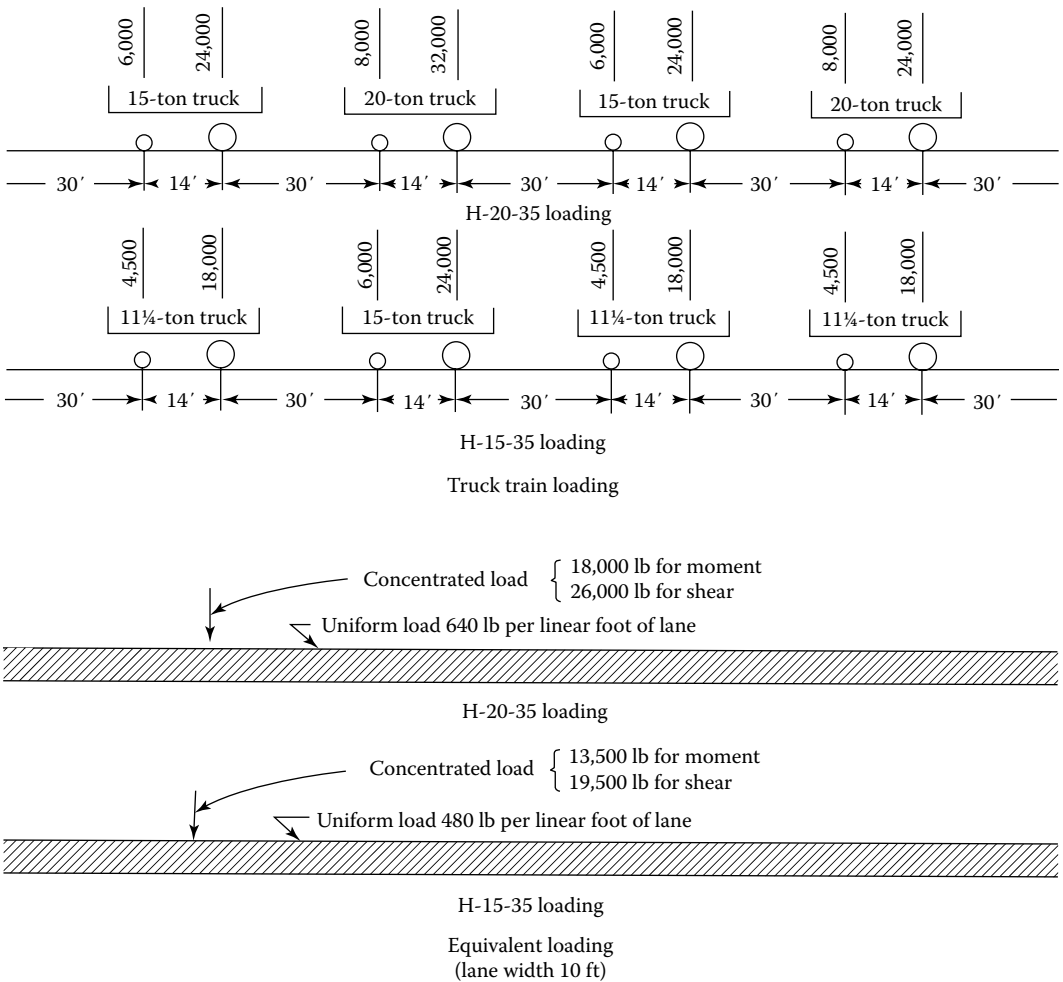 6,000 24,000 8,000 32,000 6,000 24,000 8,000 24,000
15-ton truck 20-ton truck 15-ton truck 20-ton truck
30′ 14′ 30′ 14′ 30′ 14′ 30′ 14′ 30′
H-20-35 loading
4,500 18,000 6,000 24,000 4,500 18,000 4,500 18,000
11¼-ton truck 15-ton truck 11¼-ton truck 11¼-ton truck
30′ 14′ 30′ 14′ 30′ 14′ 30′ 14′ 30′
H-15-35 loading
Truck train loading
Concentrated load { 18,000 lb for moment
26,000 lb for shear
Uniform load 640 lb per linear foot of lane
H-20-35 loading
Concentrated load { 13,500 lb for moment
19,500 lb for shear
Uniform load 480 lb per linear foot of lane
H-15-35 loading
Equivalent loading
(lane width 10 ft)